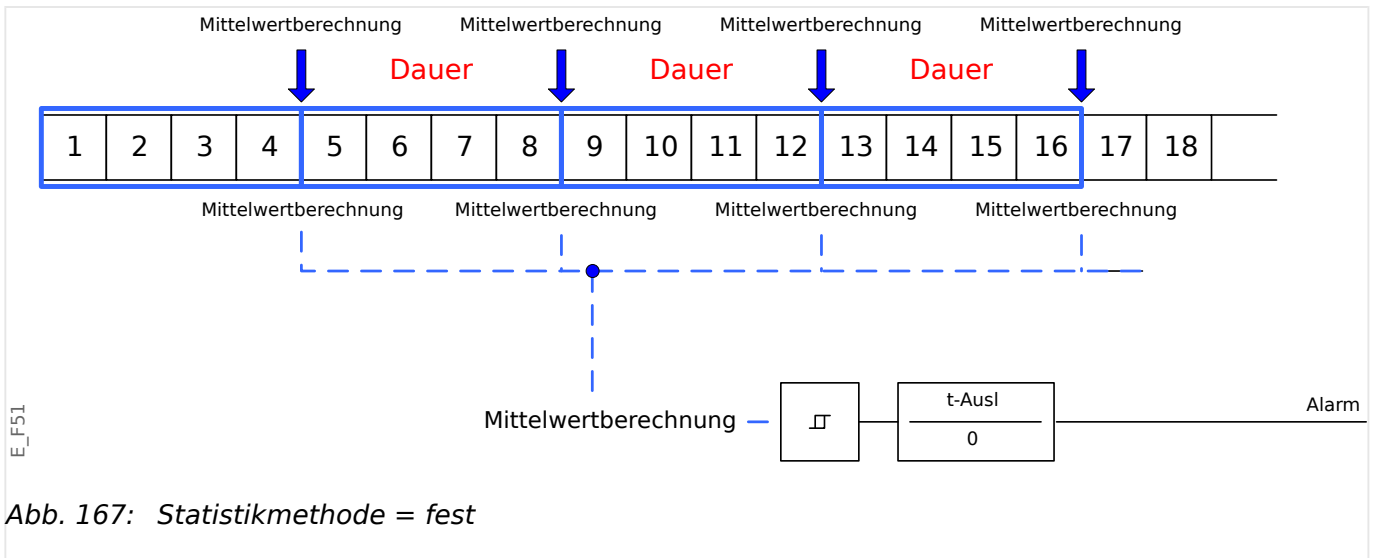 Mittelwertberechnung Mittelwertberechnung Mittelwertberechnung Mittelwertberechnung
Dauer Dauer Dauer
1 2 3 4 5 6 7 8 9 10 11 12 13 14 15 16 17 18
Mittelwertberechnung Mittelwertberechnung Mittelwertberechnung Mittelwertberechnung
t-Ausl
Mittelwertberechnung
0
Alarm
E_F51
Abb. 167: Statistikmethode = fest